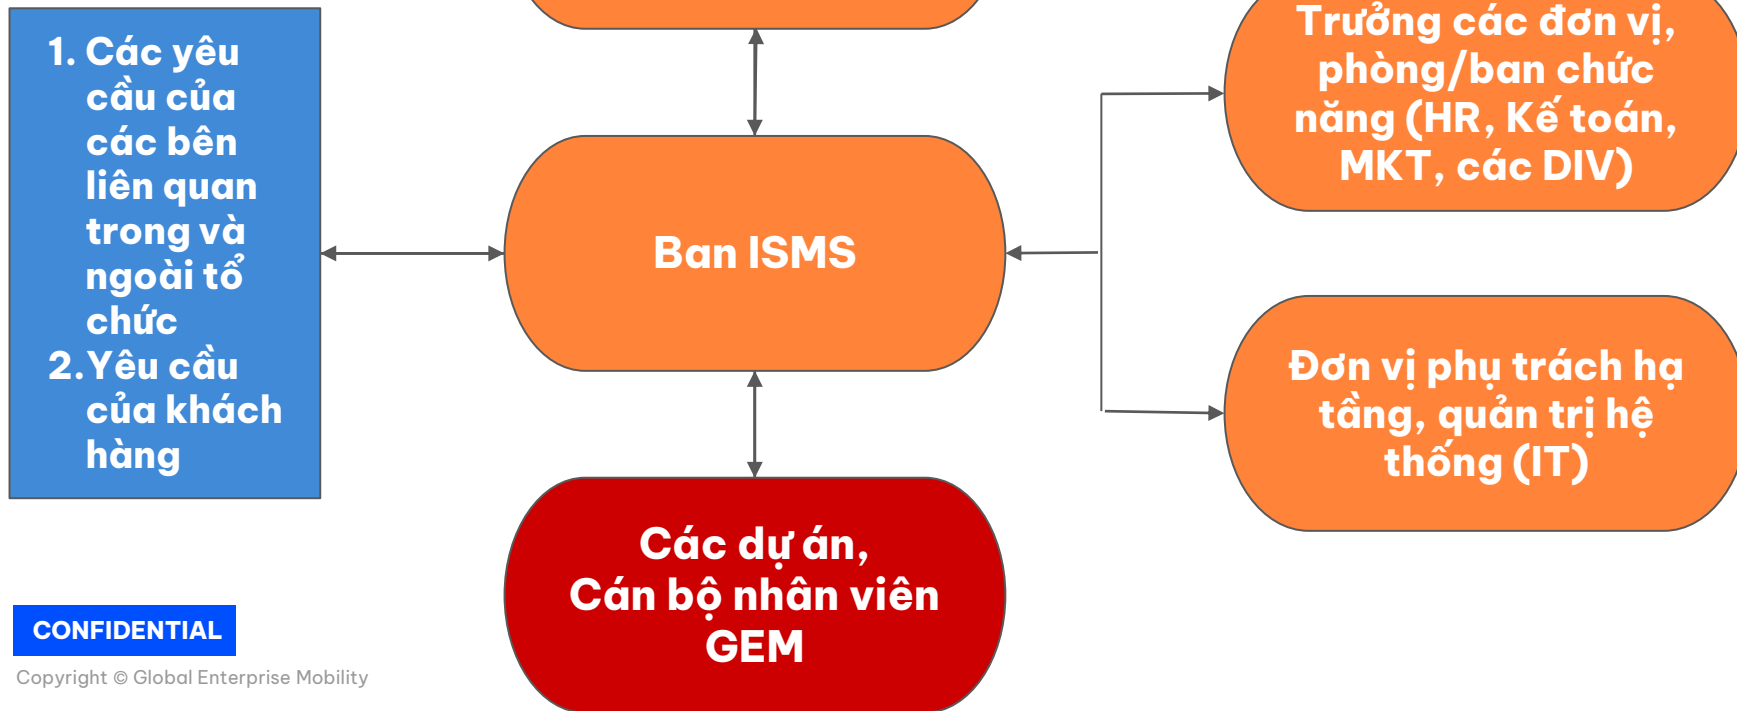 1. Các yêu
cầu của
các bên
liên quan
trong và
ngoài tổ
chức
2. Yêu cầu
của khách
hàng
Ban ISMS
Trưởng các đơn vị,
phòng/ban chức
năng (HR, Kế toán,
MKT, các DIV)
Đơn vị phụ trách hạ
tầng, quản trị hệ
thống (IT)
Các dự án,
Cán bộ nhân viên
GEM
CONFIDENTIAL
Copyright © Global Enterprise Mobility